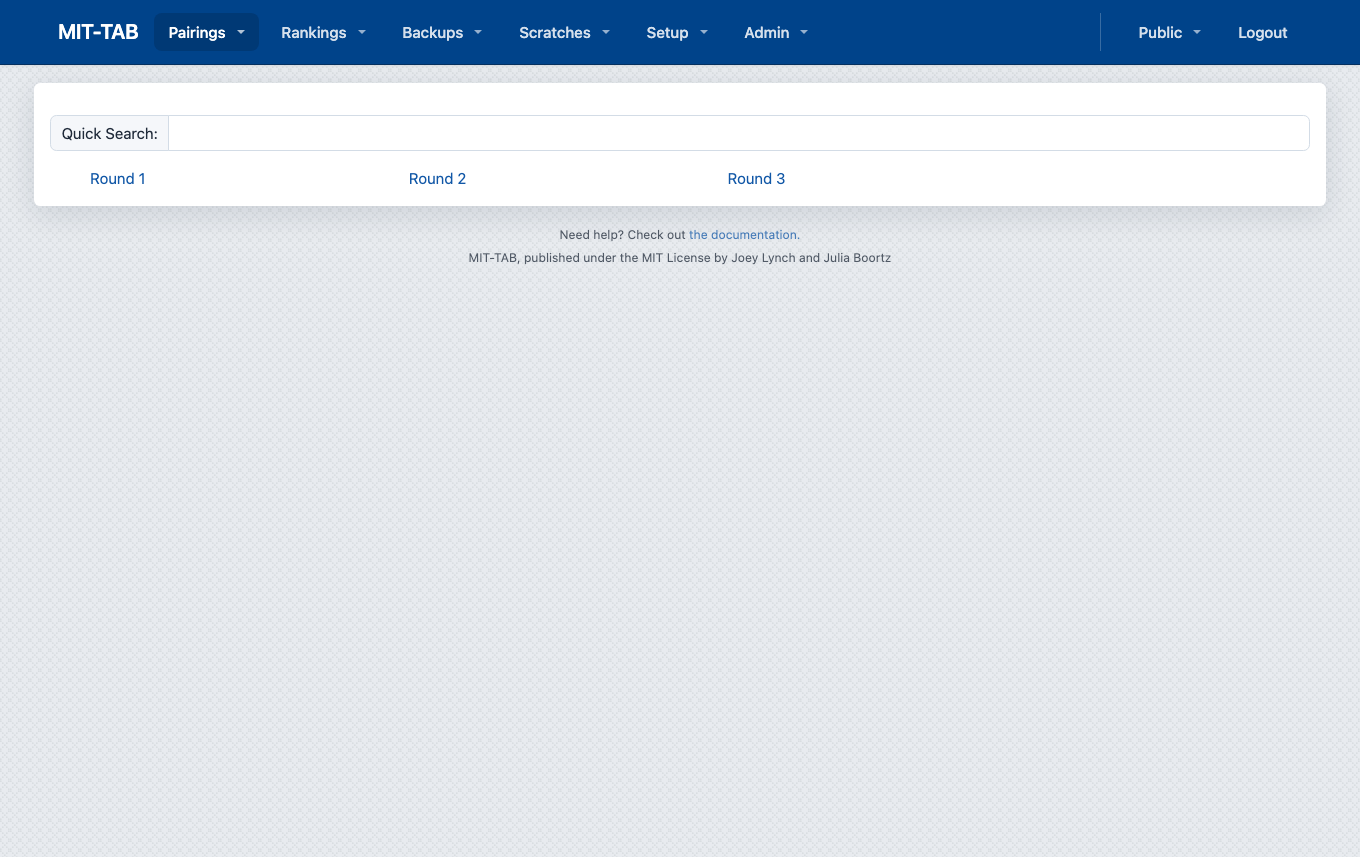 MIT-TAB Pairings Rankings Backups Scratches Setup Admin Public Logout
Quick Search:
Round 1 Round 2 Round 3
Need help? Check out the documentation.
MIT-TAB, published under the MIT License by Joey Lynch and Julia Boortz